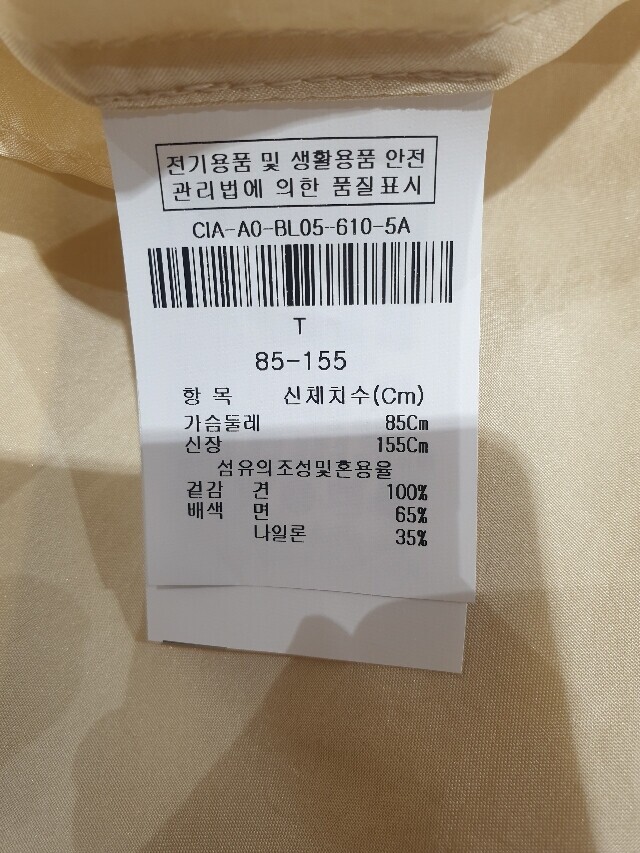 전기용품 및 생활용품 안전
관리법에 의한 품질표시
CIA-A0-BL05-610-5A
T
85-155
항 목 신체치수(Cm)
가슴둘레 85Cm
신장 155Cm
섬유의조성및혼용율
겉감 견 100%
배색 면 65%
나일론 35%